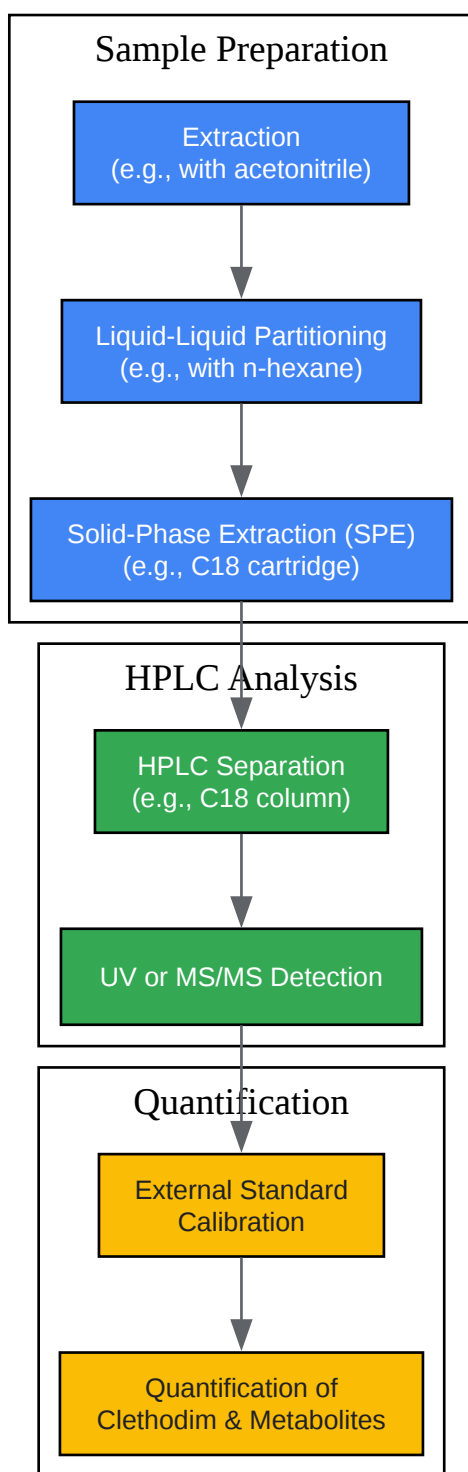 Sample Preparation
Extraction
(e.g., with acetonitrile)
Liquid-Liquid Partitioning
(e.g., with n-hexane)
Solid-Phase Extraction (SPE)
(e.g., C18 cartridge)
HPLC Analysis
HPLC Separation
(e.g., C18 column)
UV or MS/MS Detection
Quantification
External Standard
Calibration
Quantification of
Clethodim & Metabolites